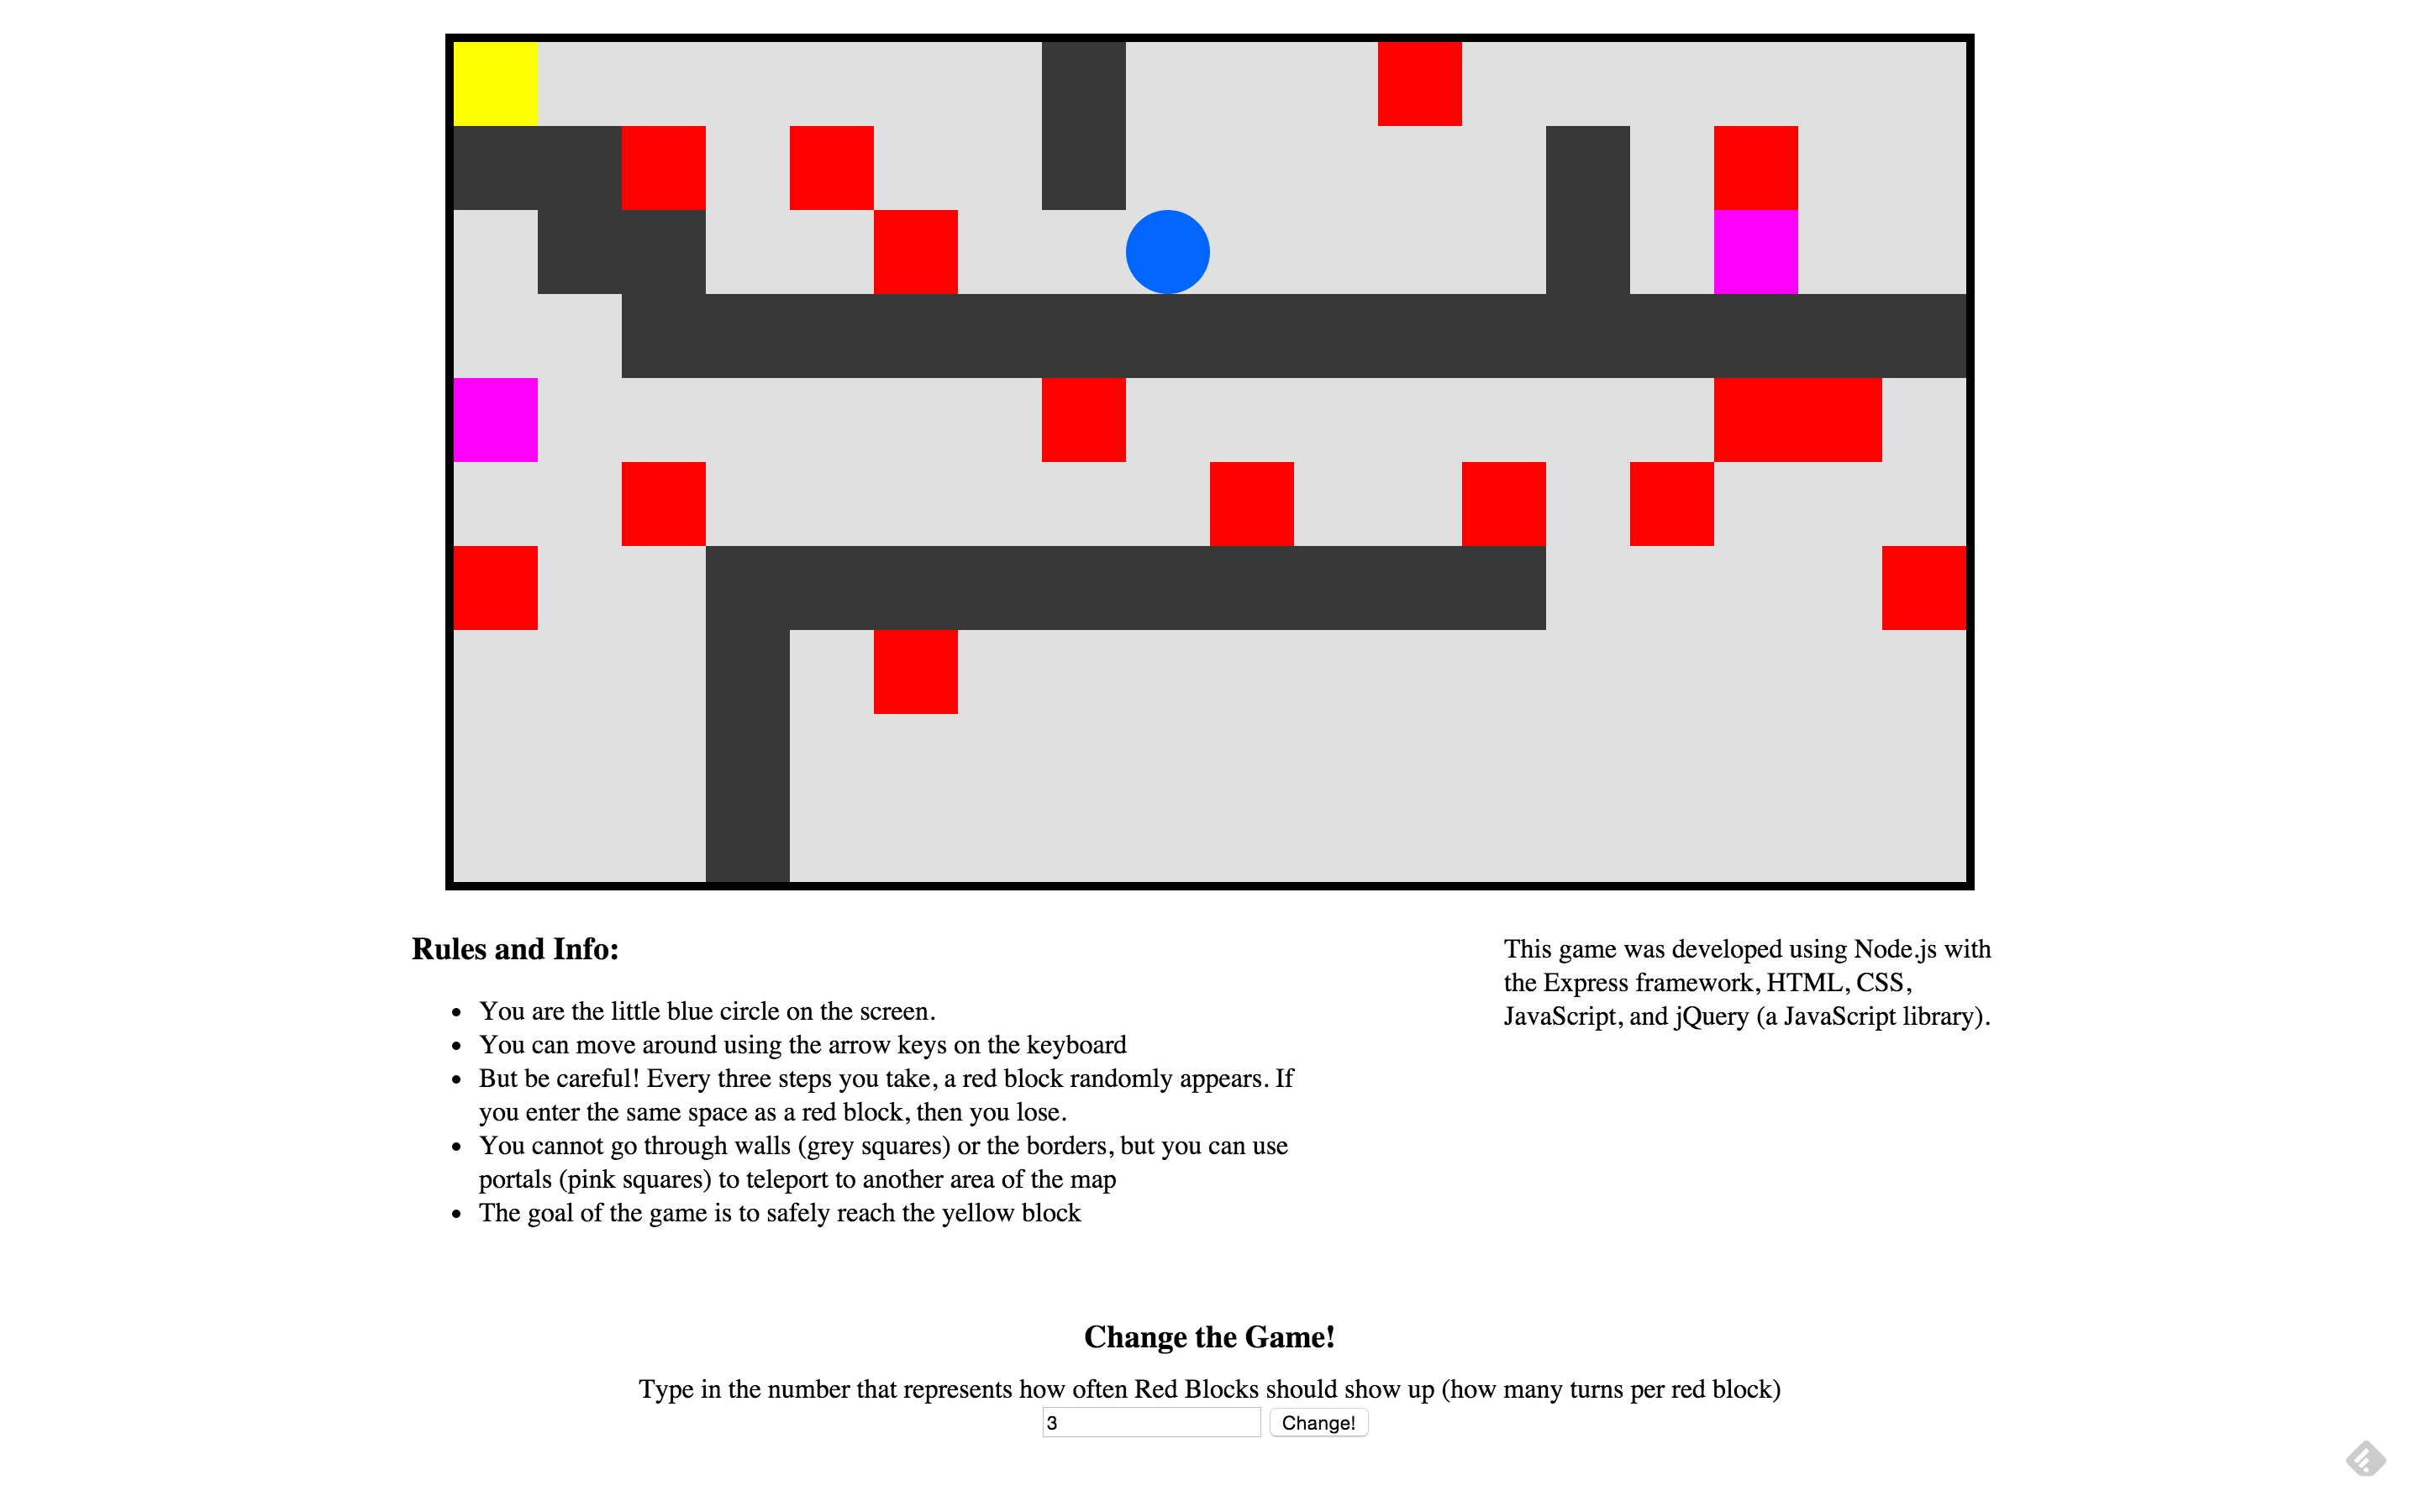 Rules and Info:
This game was developed using Node.js with
the Express framework, HTML, CSS,
JavaScript, and jQuery (a JavaScript library).
• You are the little blue circle on the screen.
• You can move around using the arrow keys on the keyboard
• But be careful! Every three steps you take, a red block randomly appears. If
you enter the same space as a red block, then you lose.
• You cannot go through walls (grey squares) or the borders, but you can use
portals (pink squares) to teleport to another area of the map
• The goal of the game is to safely reach the yellow block
Change the Game!
Type in the number that represents how often Red Blocks should show up (how many turns per red block)
3 Change!